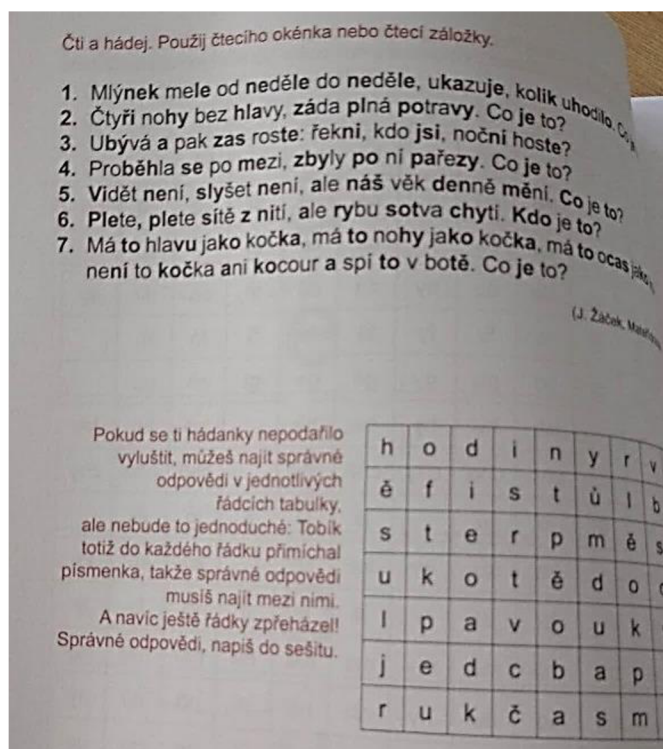 Čti a hádej. Použij čtecího okénka nebo čtecí záložky.
1. Mlýnek mele od neděle do neděle, ukazuje, kolik uhodilo. Co
2. Čtyři nohy bez hlavy, záda plná potravy. Co je to?
3. Ubývá a pak zas roste: řekni, kdo jsi, noční hoste?
4. Proběhla se po mezi, zbyly po ní pařezy. Co je to?
5. Vidět není, slyšet není, ale náš věk denně mění. Co je to?
6. Plete, plete sítě z nití, ale rybu sotva chytí. Kdo je to?
7. Má to hlavu jako kočka, má to nohy jako kočka, má to ocas jako
není to kočka ani kocour a spí to v botě. Co je to?
(J. Žáček,
Pokud se ti hádanky nepodařilo
vyluštit, můžeš najít správné
odpovědi v jednotlivých
řádcích tabulky,
ale nebude to jednoduché: Tobík
totiž do každého řádku přimíchal
písmenka, takže správné odpovědi
musíš najít mezi nimi.
A navíc ještě řádky zpřeházel!
Správné odpovědi, napiš do sešitu.
h o d i n y r v
ě f i s t ů l b
s t e r p m ě s
u k o t ě d o
l p a v o u k
j e d c b a p
r u k č a s m